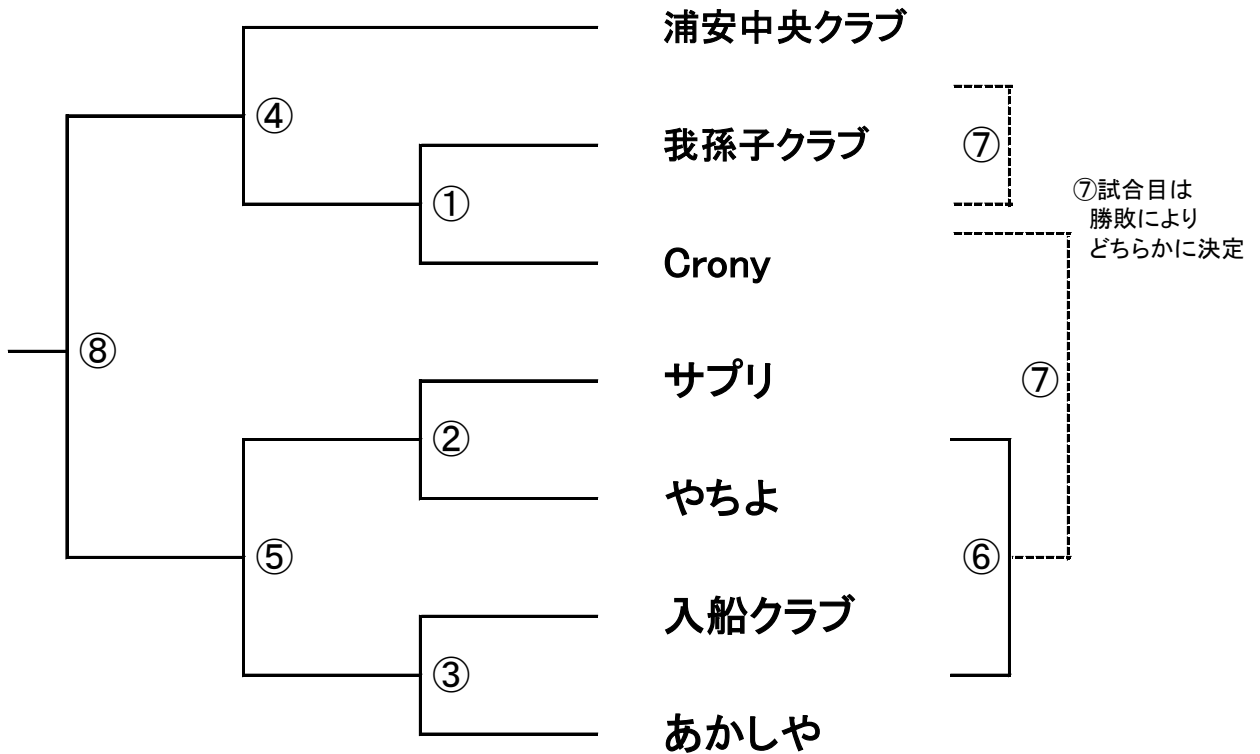 浦安中央クラブ
④
我孫子クラブ
⑦
①
⑦試合目は
勝敗により
どちらかに決定
Crony
⑧
サプリ
⑦
②
やちよ
⑤
⑥
入船クラブ
③
あかしや